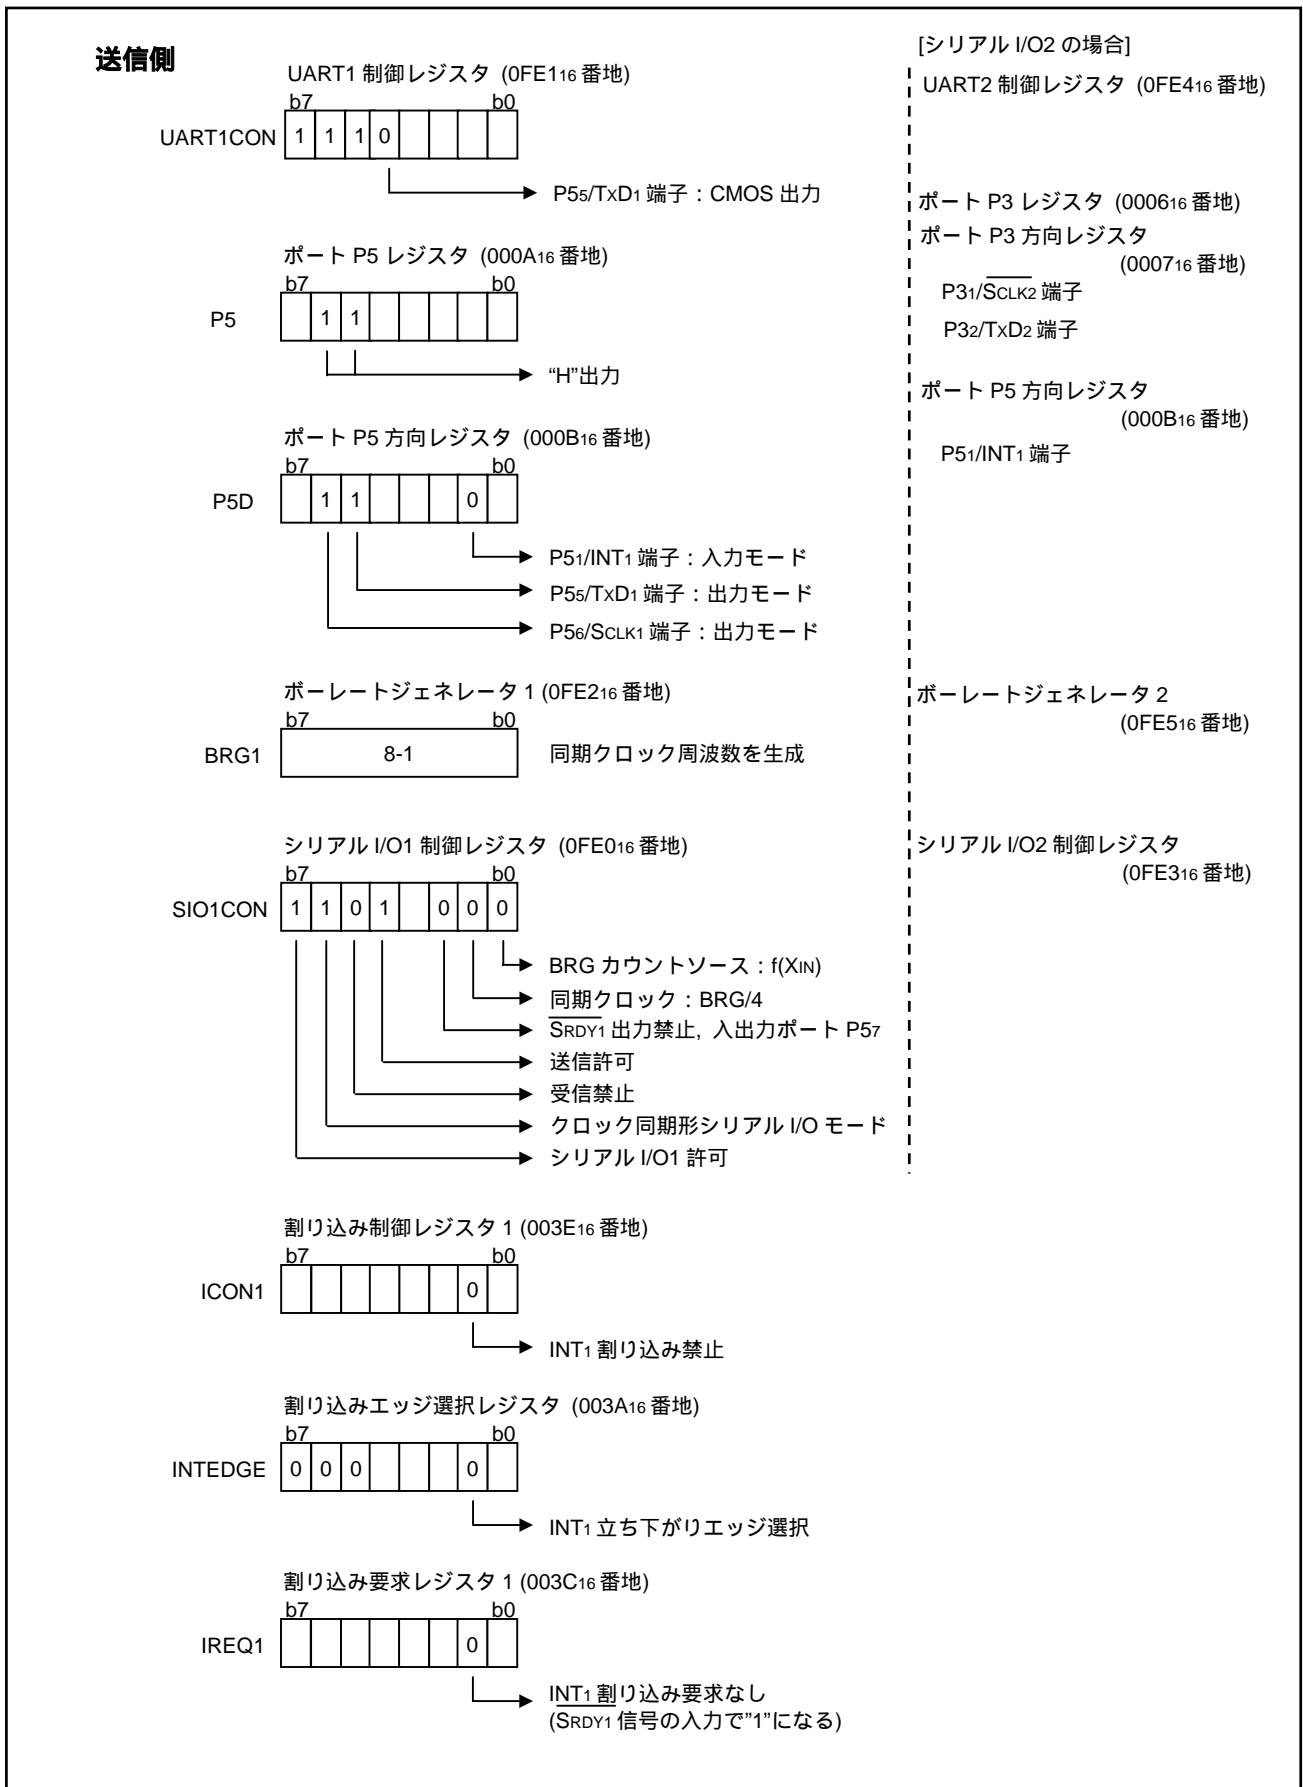 送信側
UART1 制御レジスタ (0FE116 番地)
b7 b0
UART1CON 1 1 1 0
P55/TxD1 端子：CMOS 出力
ポート P5 レジスタ (000A16 番地)
b7 b0
P5 1 1
“H”出力
ポート P5 方向レジスタ (000B16 番地)
b7 b0
P5D 1 1 0
P51/INT1 端子：入力モード
P55/TxD1 端子：出力モード
P56/SCLK1 端子：出力モード
ボーレートジェネレータ 1 (0FE216 番地)
b7 b0
BRG1 8-1 同期クロック周波数を生成
シリアル I/O1 制御レジスタ (0FE016 番地)
b7 b0
SIO1CON 1 1 0 1 0 0 0
BRG カウントソース：f(XIN)
同期クロック：BRG/4
SRDY1 出力禁止, 入出力ポート P57
送信許可
受信禁止
クロック同期形シリアル I/O モード
シリアル I/O1 許可
割り込み制御レジスタ 1 (003E16 番地)
b7 b0
ICON1 0
INT1 割り込み禁止
割り込みエッジ選択レジスタ (003A16 番地)
b7 b0
INTEDGE 0 0 0 0
INT1 立ち下がりエッジ選択
割り込み要求レジスタ 1 (003C16 番地)
b7 b0
IREQ1 0
INT1 割り込み要求なし
(SRDY1 信号の入力で”1”になる)
[シリアル I/O2 の場合]
UART2 制御レジスタ (0FE416 番地)
ポート P3 レジスタ (000616 番地)
ポート P3 方向レジスタ
(000716 番地)
P31/SCLK2 端子
P32/TxD2 端子
ポート P5 方向レジスタ
(000B16 番地)
P51/INT1 端子
ボーレートジェネレータ 2
(0FE516 番地)
シリアル I/O2 制御レジスタ
(0FE316 番地)